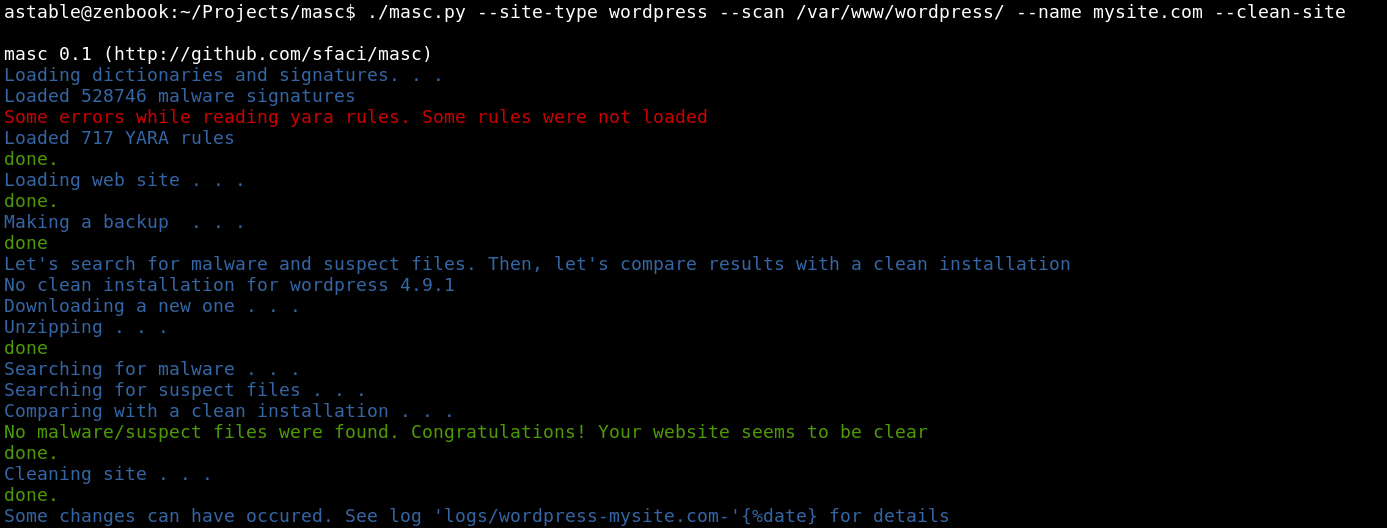 astable@zenbook:~/Projects/masc$ ./masc.py --site-type wordpress --scan /var/www/wordpress/ --name mysite.com --clean-site
masc 0.1 (http://github.com/sfaci/masc)
Loading dictionaries and signatures. . .
Loaded 528746 malware signatures
Some errors while reading yara rules. Some rules were not loaded
Loaded 717 YARA rules
done.
Loading web site . . .
done.
Making a backup  . . .
done
Let's search for malware and suspect files. Then, let's compare results with a clean installation
No clean installation for wordpress 4.9.1
Downloading a new one . . .
Unzipping . . .
done
Searching for malware . . .
Searching for suspect files . . .
Comparing with a clean installation . . .
No malware/suspect files were found. Congratulations! Your website seems to be clear
done.
Cleaning site . . .
done.
Some changes can have occured. See log 'logs/wordpress-mysite.com-'{%date} for details